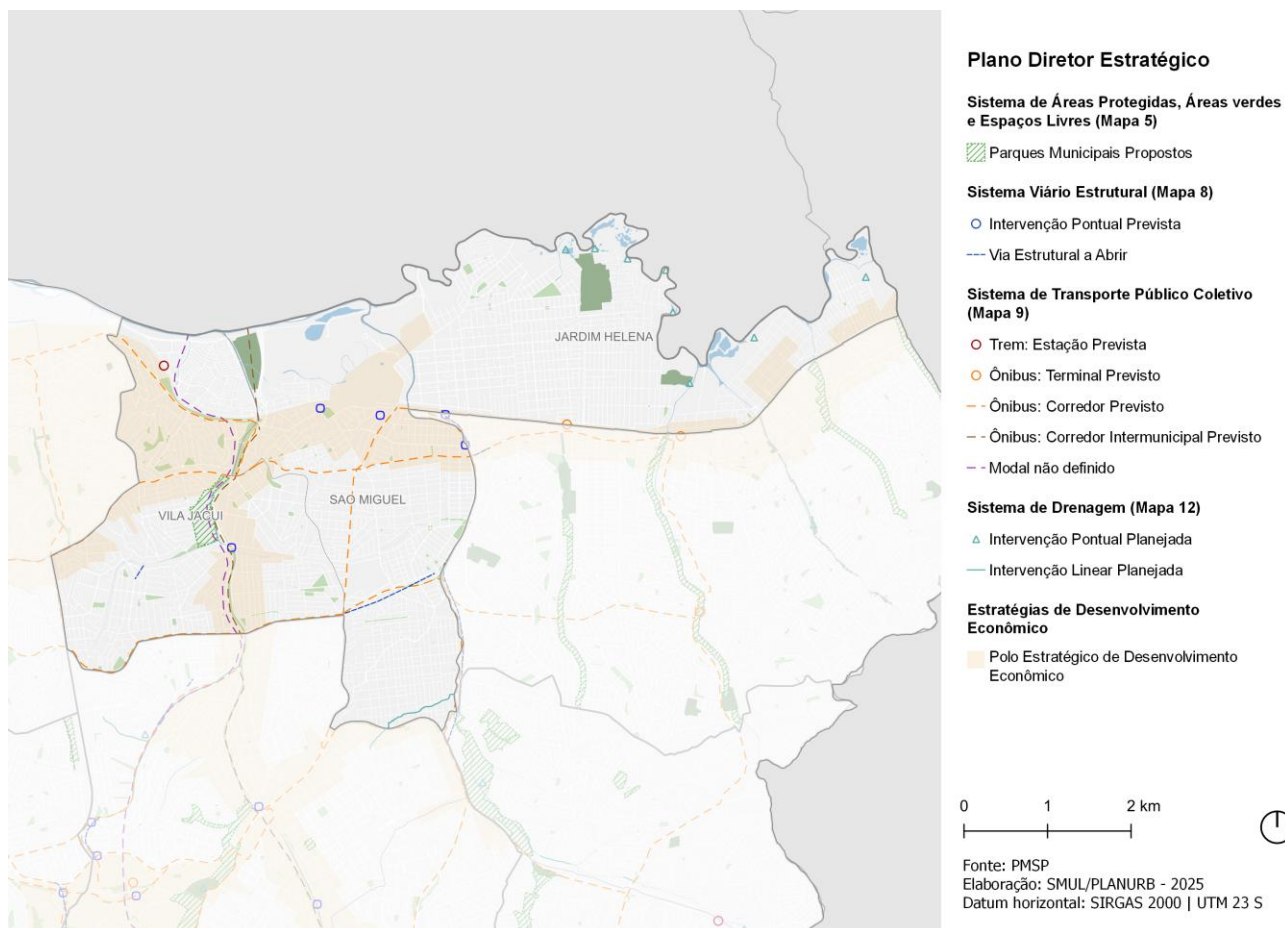 JARDIM HELENA
SAO MIGUEL
VILA JACUI
Plano Diretor Estratégico
Sistema de Áreas Protegidas, Áreas verdes
e Espaços Livres (Mapa 5)
Parques Municipais Propostos
Sistema Viário Estrutural (Mapa 8)
Intervenção Pontual Prevista
Via Estrutural a Abrir
Sistema de Transporte Público Coletivo
(Mapa 9)
Trem: Estação Prevista
Ônibus: Terminal Previsto
Ônibus: Corredor Previsto
Ônibus: Corredor Intermunicipal Previsto
Modal não definido
Sistema de Drenagem (Mapa 12)
Intervenção Pontual Planejada
Intervenção Linear Planejada
Estratégias de Desenvolvimento
Econômico
Polo Estratégico de Desenvolvimento
Econômico
0 1 2 km
Fonte: PMSP
Elaboração: SMUL/PLANURB - 2025
Datum horizontal: SIRGAS 2000 | UTM 23 S